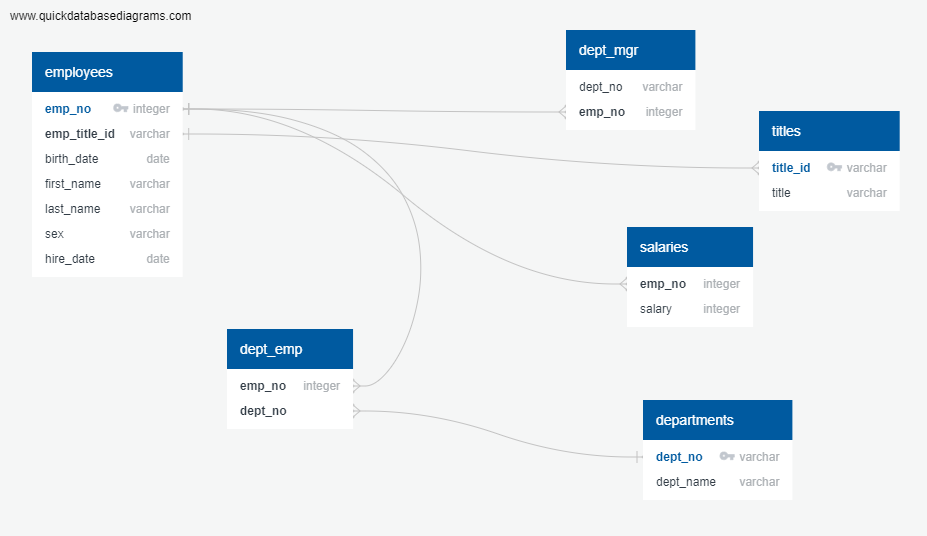 www.quickdatabasediagrams.com
employees
emp_no integer
emp_title_id varchar
birth_date date
first_name varchar
last_name varchar
sex varchar
hire_date date
dept_mgr
dept_no varchar
emp_no integer
titles
title_id varchar
title varchar
salaries
emp_no integer
salary integer
dept_emp
emp_no integer
dept_no
departments
dept_no varchar
dept_name varchar